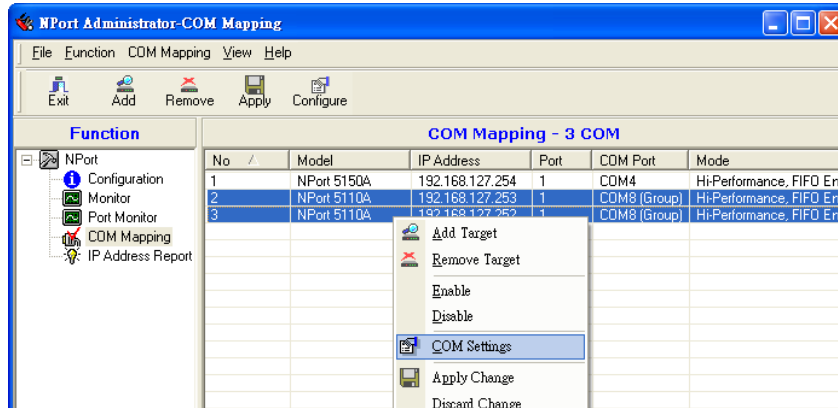 NPort Administrator-COM Mapping
File Function COM Mapping View Help
Exit Add Remove Apply Configure
Function
COM Mapping - 3 COM
NPort
Configuration
Monitor
Port Monitor
COM Mapping
IP Address Report
No Model IP Address Port COM Port Mode
1 NPort 5150A 192.168.127.254 1 COM4 Hi-Performance, FIFO En
2 NPort 5110A 192.168.127.253 1 COM8 (Group) Hi-Performance, FIFO En
3 NPort 5110A 192.168.127.252 1 COM8 (Group) Hi-Performance, FIFO En
Add Target
Remove Target
Enable
Disable
COM Settings
Apply Change
Discard Change